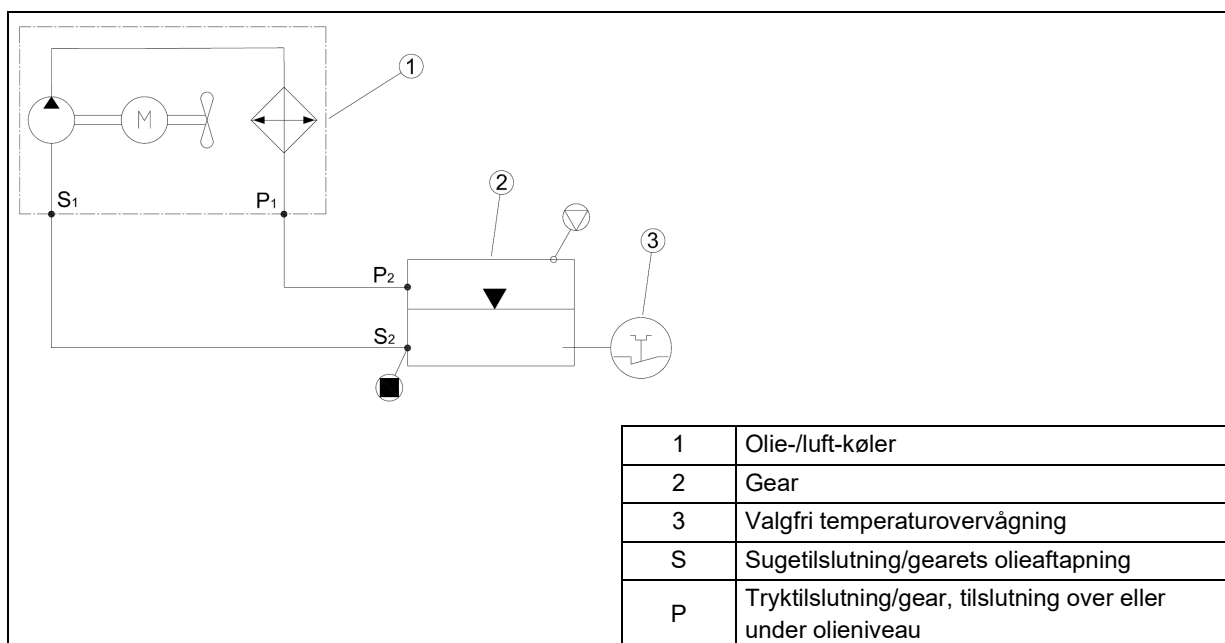 1
M
S1
P1
2
3
P2
S2
1 Olie-/luft-køler
2 Gear
3 Valgfri temperaturovervågning
S Sugetilslutning/gearets olieaftapning
P Tryktilslutning/gear, tilslutning over eller
under olieniveau